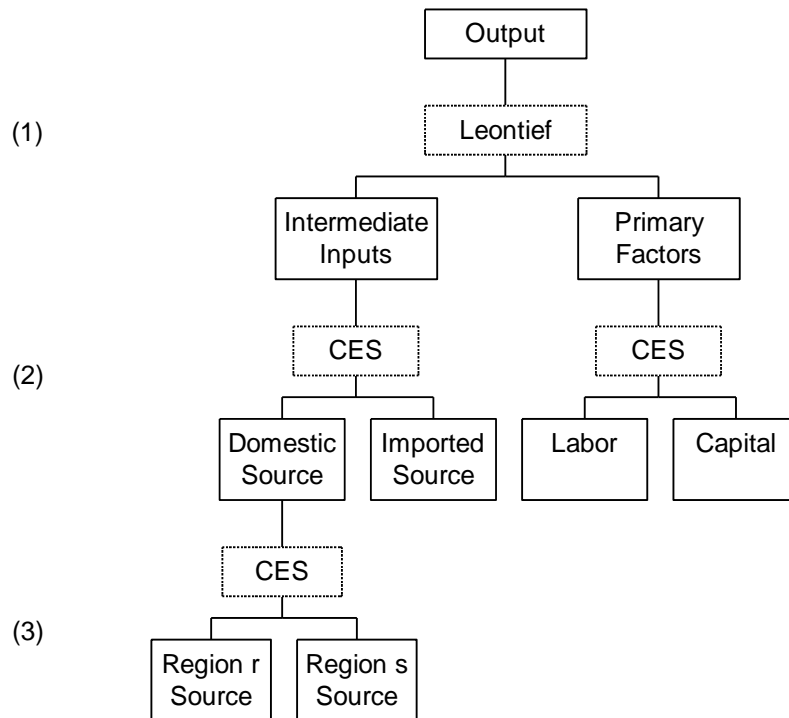 Output
(1)
Leontief
Intermediate
Inputs
Primary
Factors
(2)
CES
CES
Domestic
Source
Imported
Source
Labor
Capital
CES
(3)
Region r
Source
Region s
Source